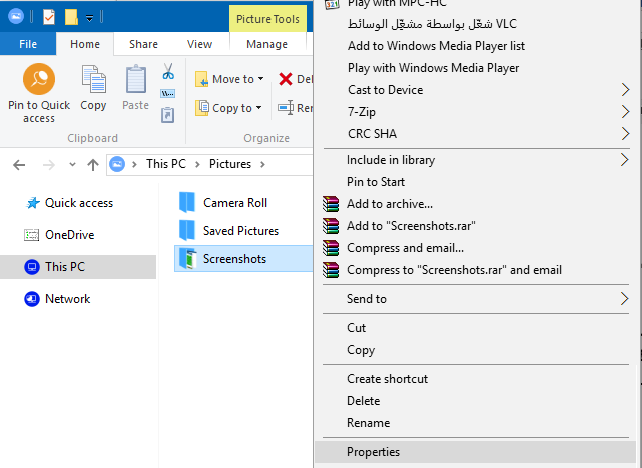 Picture Tools
File
Home
Share
View
Manage
Pin to Quick access
Copy
Paste
Move to
Copy to
Del
Ren
Clipboard
Organize
This PC
Pictures
Quick access
OneDrive
This PC
Network
Camera Roll
Saved Pictures
Screenshots
Play with MPC-HC
شغّل بواسطة مشغّل الوسائط VLC
Add to Windows Media Player list
Play with Windows Media Player
Cast to Device
7-Zip
CRC SHA
Include in library
Pin to Start
Add to archive...
Add to "Screenshots.rar"
Compress and email...
Compress to "Screenshots.rar" and email
Send to
Cut
Copy
Create shortcut
Delete
Rename
Properties